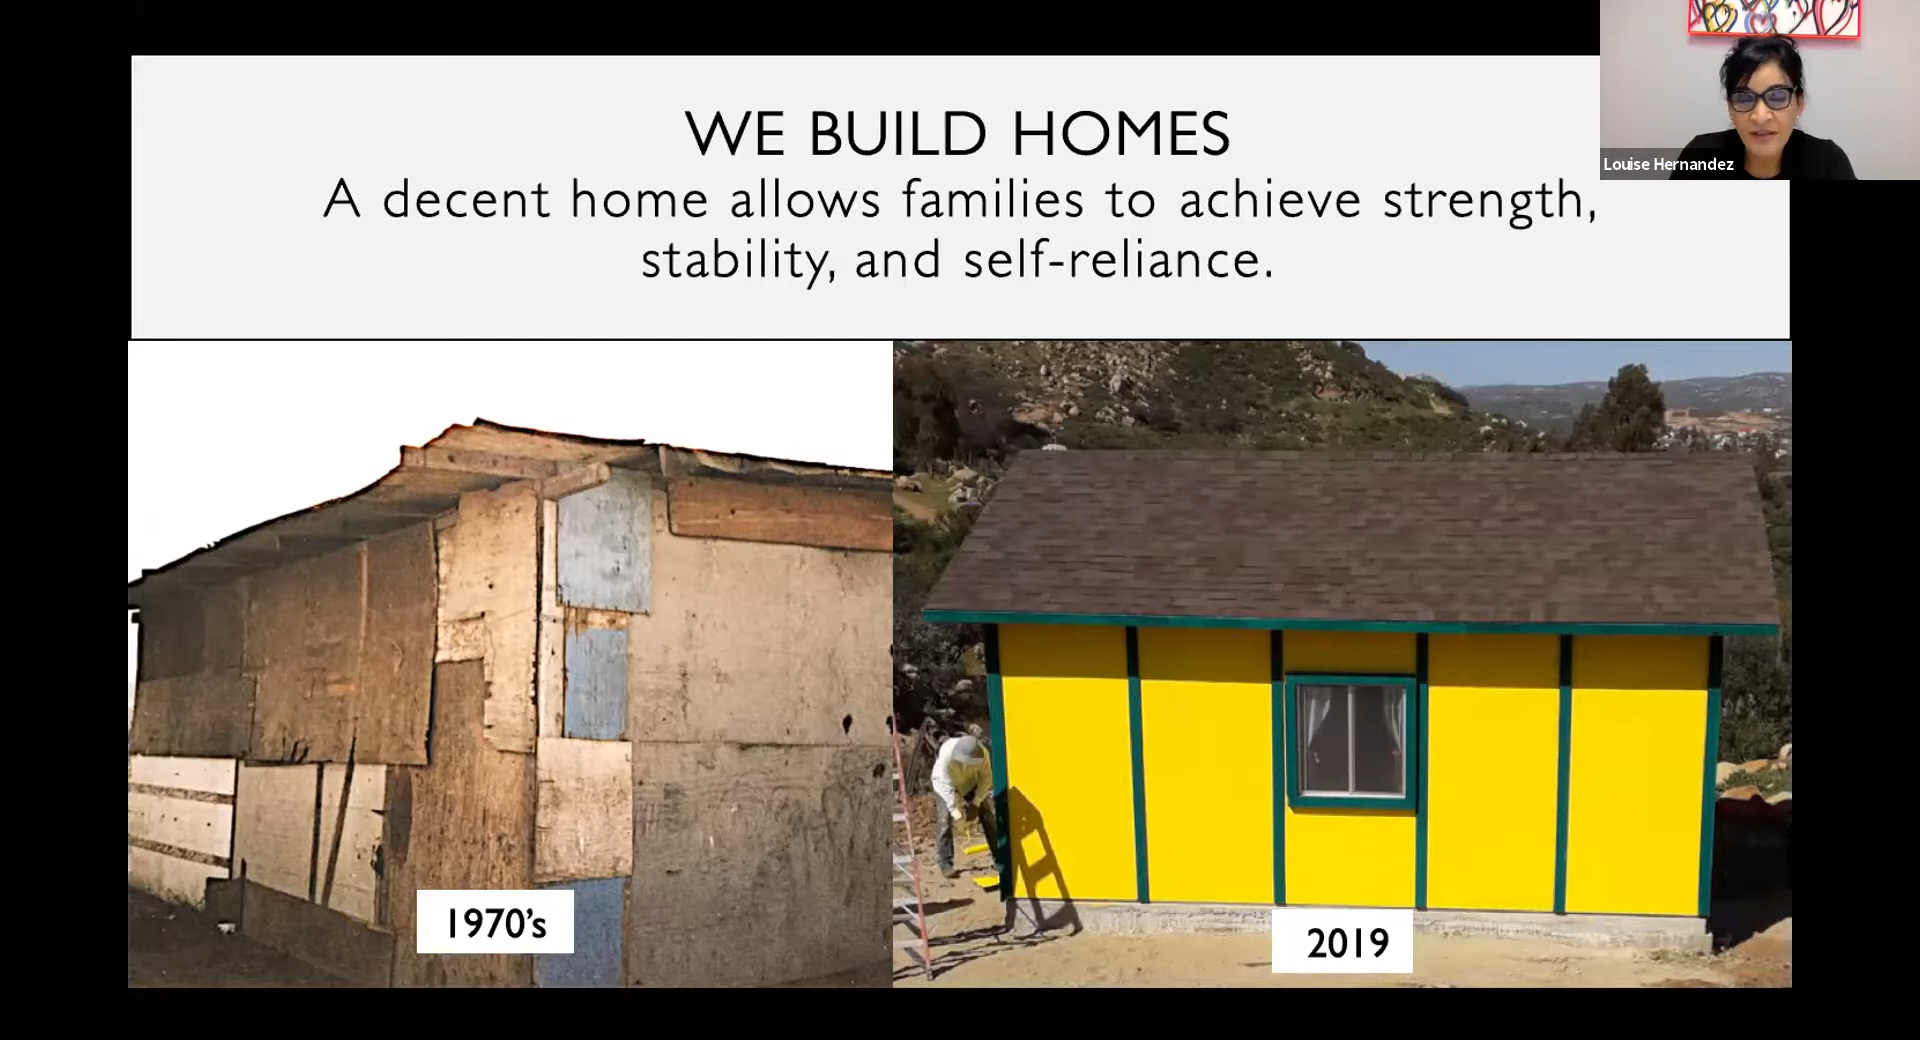 WE BUILD HOMES
A decent home allows families to achieve strength,
stability, and self-reliance.
Louise Hernandez
1970's
2019